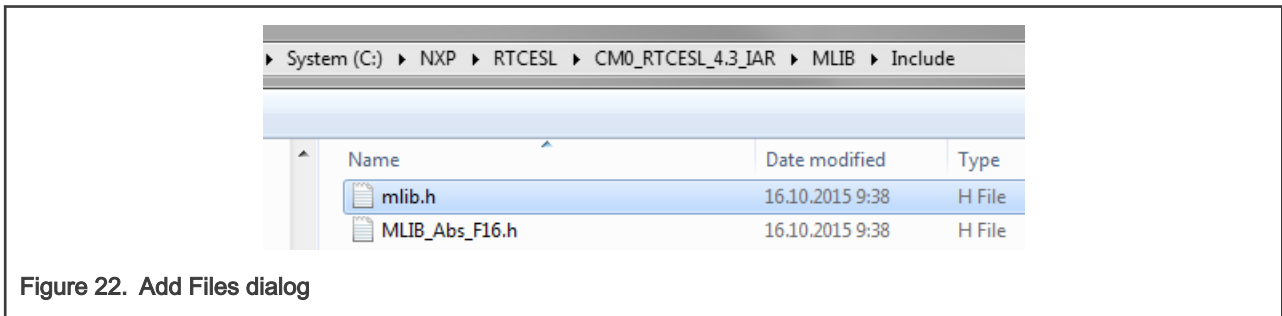 System (C:) ▸ NXP ▸ RTCESL ▸ CM0_RTCESL_4.3_IAR ▸ MLIB ▸ Include
Name Date modified Type
mlib.h 16.10.2015 9:38 H File
MLIB_Abs_F16.h 16.10.2015 9:38 H File
Figure 22. Add Files dialog